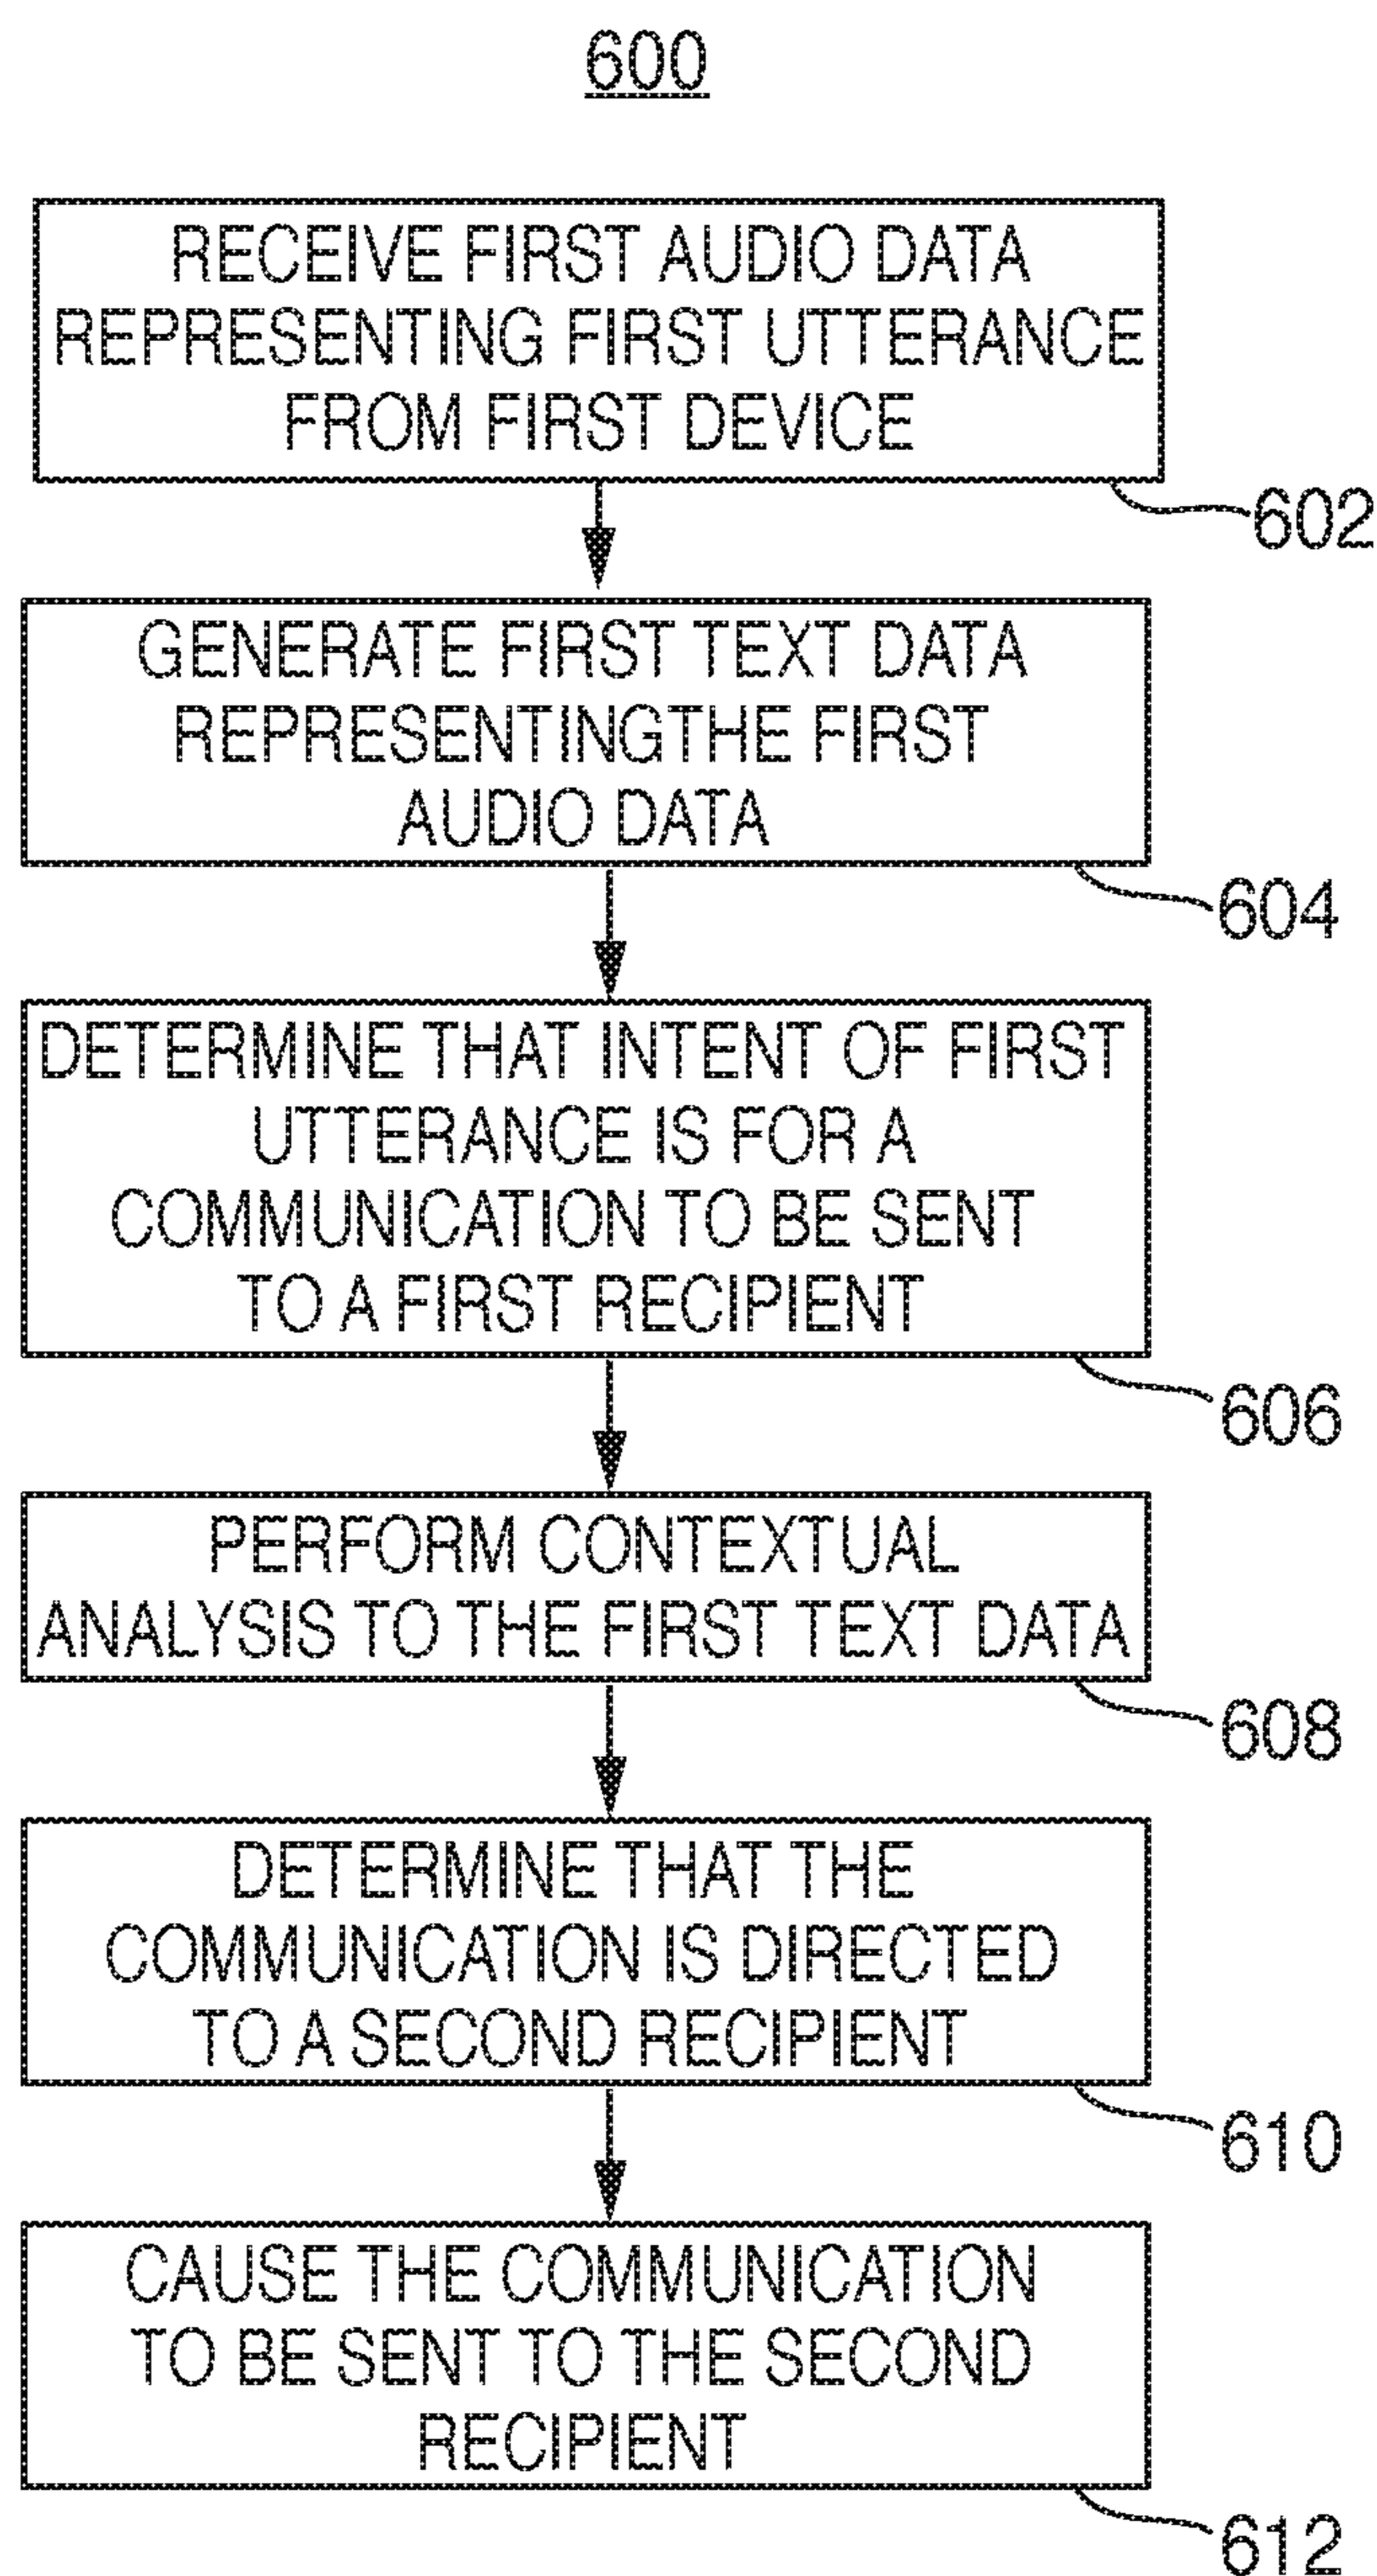 600
RECEIVE FIRST AUDIO DATA
REPRESENTING FIRST UTTERANCE
FROM FIRST DEVICE
602
GENERATE FIRST TEXT DATA
REPRESENTINGTHE FIRST
AUDIO DATA
604
DETERMINE THAT INTENT OF FIRST
UTTERANCE IS FOR A
COMMUNICATION TO BE SENT
TO A FIRST RECIPIENT
606
PERFORM CONTEXTUAL
ANALYSIS TO THE FIRST TEXT DATA
608
DETERMINE THAT THE
COMMUNICATION IS DIRECTED
TO A SECOND RECIPIENT
610
CAUSE THE COMMUNICATION
TO BE SENT TO THE SECOND
RECIPIENT
612